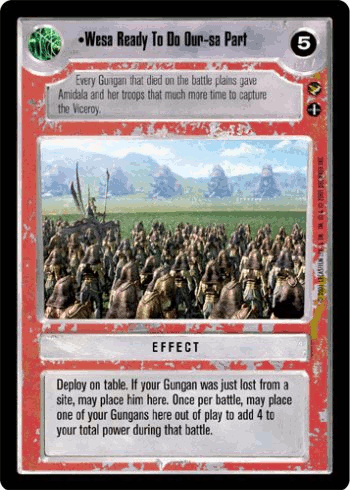 •Wesa Ready To Do Our-sa Part
5
Every Gungan that died on the battle plains gave
Amidala and her troops that much more time to
capture the Viceroy.
EFFECT
Deploy on table. If your Gungan was just lost from a
site, may place him here. Once per battle, may place
one of your Gungans here out of play to add 4 to
your total power during that battle.